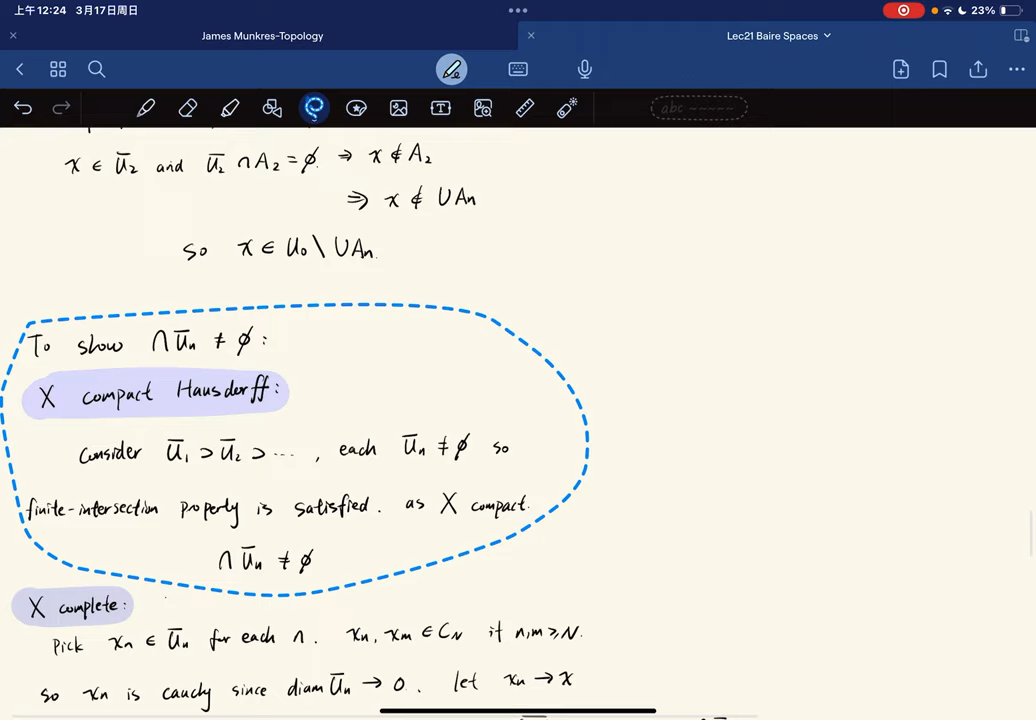 上午12:24 3月17日周日
23%
James Munkres-Topology
Lec21 Baire Spaces
abc
x ∈ Ū₂ and Ū₂ ∩ A₂ = ∅. ⇒ x ∉ A₂
⇒ x ∉ ∪An
so x ∈ U₀ \ ∪An.
To show ∩Ūn ≠ ∅:
X compact Hausdorff:
Consider Ū₁ ⊃ Ū₂ ⊃ ···, each Ūn ≠ ∅ so
finite-intersection property is satisfied. as X compact.
∩Ūn ≠ ∅
X complete:
Pick xn ∈ Ūn for each n. xn, xm ∈ CN if n,m ≥ N.
so xn is cauchy since diam Ūn → 0. let xn → x